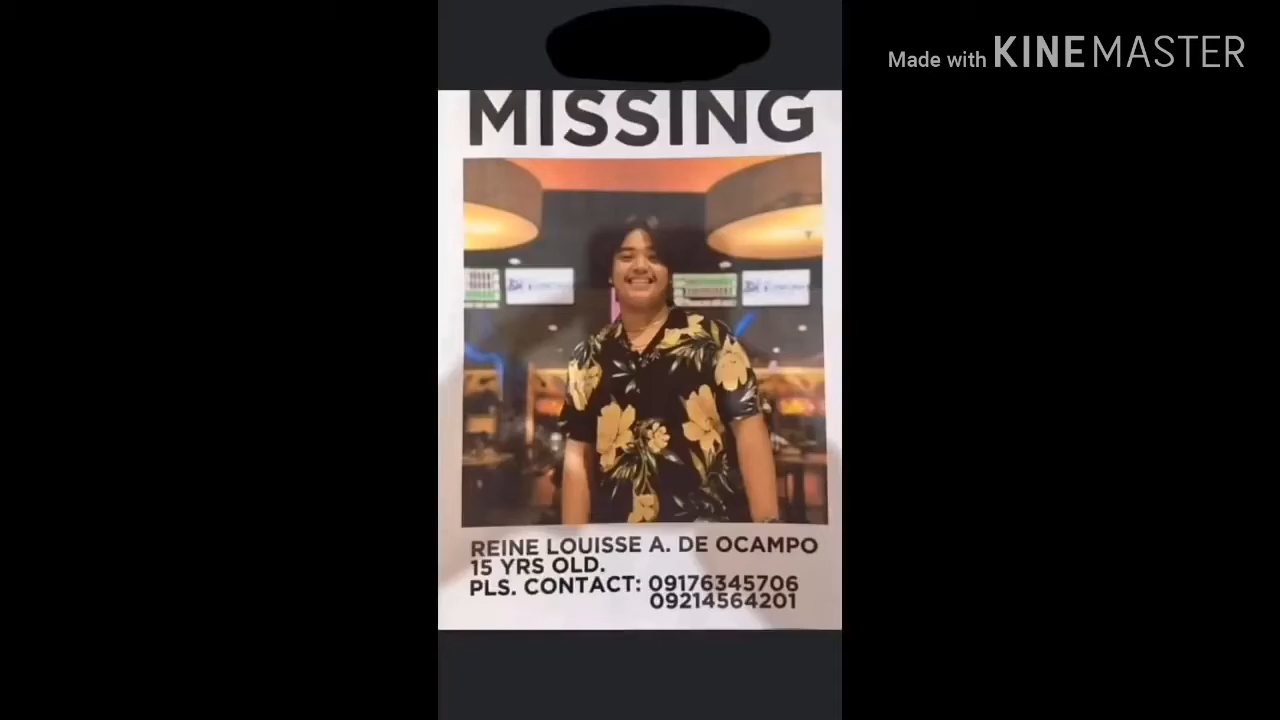 Made with KINEMASTER
MISSING
REINE LOUISSE A. DE OCAMPO
15 YRS OLD.
PLS. CONTACT: 09176345706
09214564201